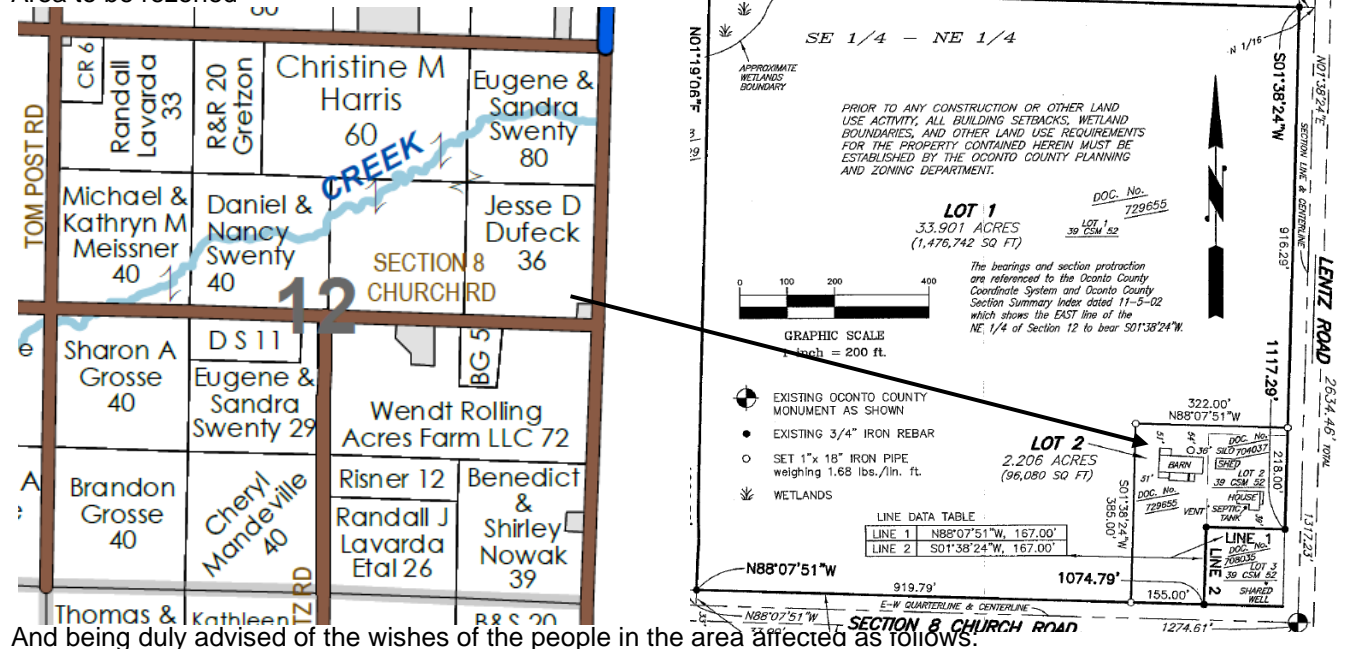 Area to be rezoned
80
CR 6
Randall
Lavarda
33
R&R 20
Gretzon
Christine M
Harris
60
Eugene &
Sandra
Swenty
80
TOM POST RD
CREEK
Michael &
Kathryn M
Meissner
40
Daniel &
Nancy
Swenty
40
Jesse D
Dufeck
36
SECTION 8
CHURCH RD
12
Sharon A
Grosse
40
D S 11
Eugene &
Sandra
Swenty 29
BG 5
Wendt Rolling
Acres Farm LLC 72
A
Brandon
Grosse
40
Cheryl
Mandeville
40
Risner 12
Randall J
Lavarda
Etal 26
Benedict
&
Shirley
Nowak
39
TZ RD
Thomas &
Kathleen
B&S 20
SE 1/4 - NE 1/4
APPROXIMATE
WETLANDS
BOUNDARY
N 1/16
S01°38'24"W
N01°38'24"E
SECTION LINE & CENTERLINE
PRIOR TO ANY CONSTRUCTION OR OTHER LAND
USE ACTIVITY, ALL BUILDING SETBACKS, WETLAND
BOUNDARIES, AND OTHER LAND USE REQUIREMENTS
FOR THE PROPERTY CONTAINED HEREIN MUST BE
ESTABLISHED BY THE OCONTO COUNTY PLANNING
AND ZONING DEPARTMENT.
LOT 1
33.901 ACRES
(1,476,742 SQ FT)
DOC. No.
729655
LOT 1
39 CSM 52
916.29'
LENTZ ROAD
2634.46' TOTAL
The bearings and section protraction
are referenced to the Oconto County
Coordinate System and Oconto County
Section Summary Index dated 11-5-02
which shows the EAST line of the
NE 1/4 of Section 12 to bear S01°38'24"W.
0 100 200 400
GRAPHIC SCALE
1 inch = 200 ft.
1117.29'
EXISTING OCONTO COUNTY
MONUMENT AS SHOWN
EXISTING 3/4" IRON REBAR
SET 1"x 18" IRON PIPE
weighing 1.68 lbs./lin. ft.
WETLANDS
322.00'
N88°07'51"W
LOT 2
2.206 ACRES
(96,080 SQ FT)
51'
64'
36'
SILO
DOC. No.
704037
BARN
SHED
LOT 2
39 CSM 52
218.00'
51'
DOC. No.
729655
HOUSE
VENT
SEPTIC
TANK
39'
S01°38'24"W
385.00'
1317.23'
LINE DATA TABLE
LINE 1 N88°07'51"W, 167.00'
LINE 2 S01°38'24"W, 167.00'
LINE 1
DOC. No.
708035
LOT 3
39 CSM 52
LINE 2
SHARED
WELL
N88°07'51"W
919.79'
1074.79'
155.00'
E-W QUARTERLINE & CENTERLINE
N88°07'51"W
SECTION 8 CHURCH ROAD
1274.61'
And being duly advised of the wishes of the people in the area affected as follows: